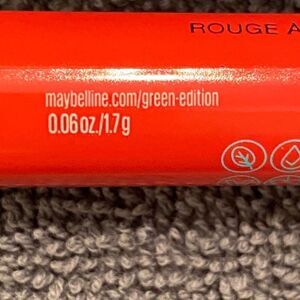 ROUGE A
maybelline.com/green-edition
0.06 oz./1.7 g